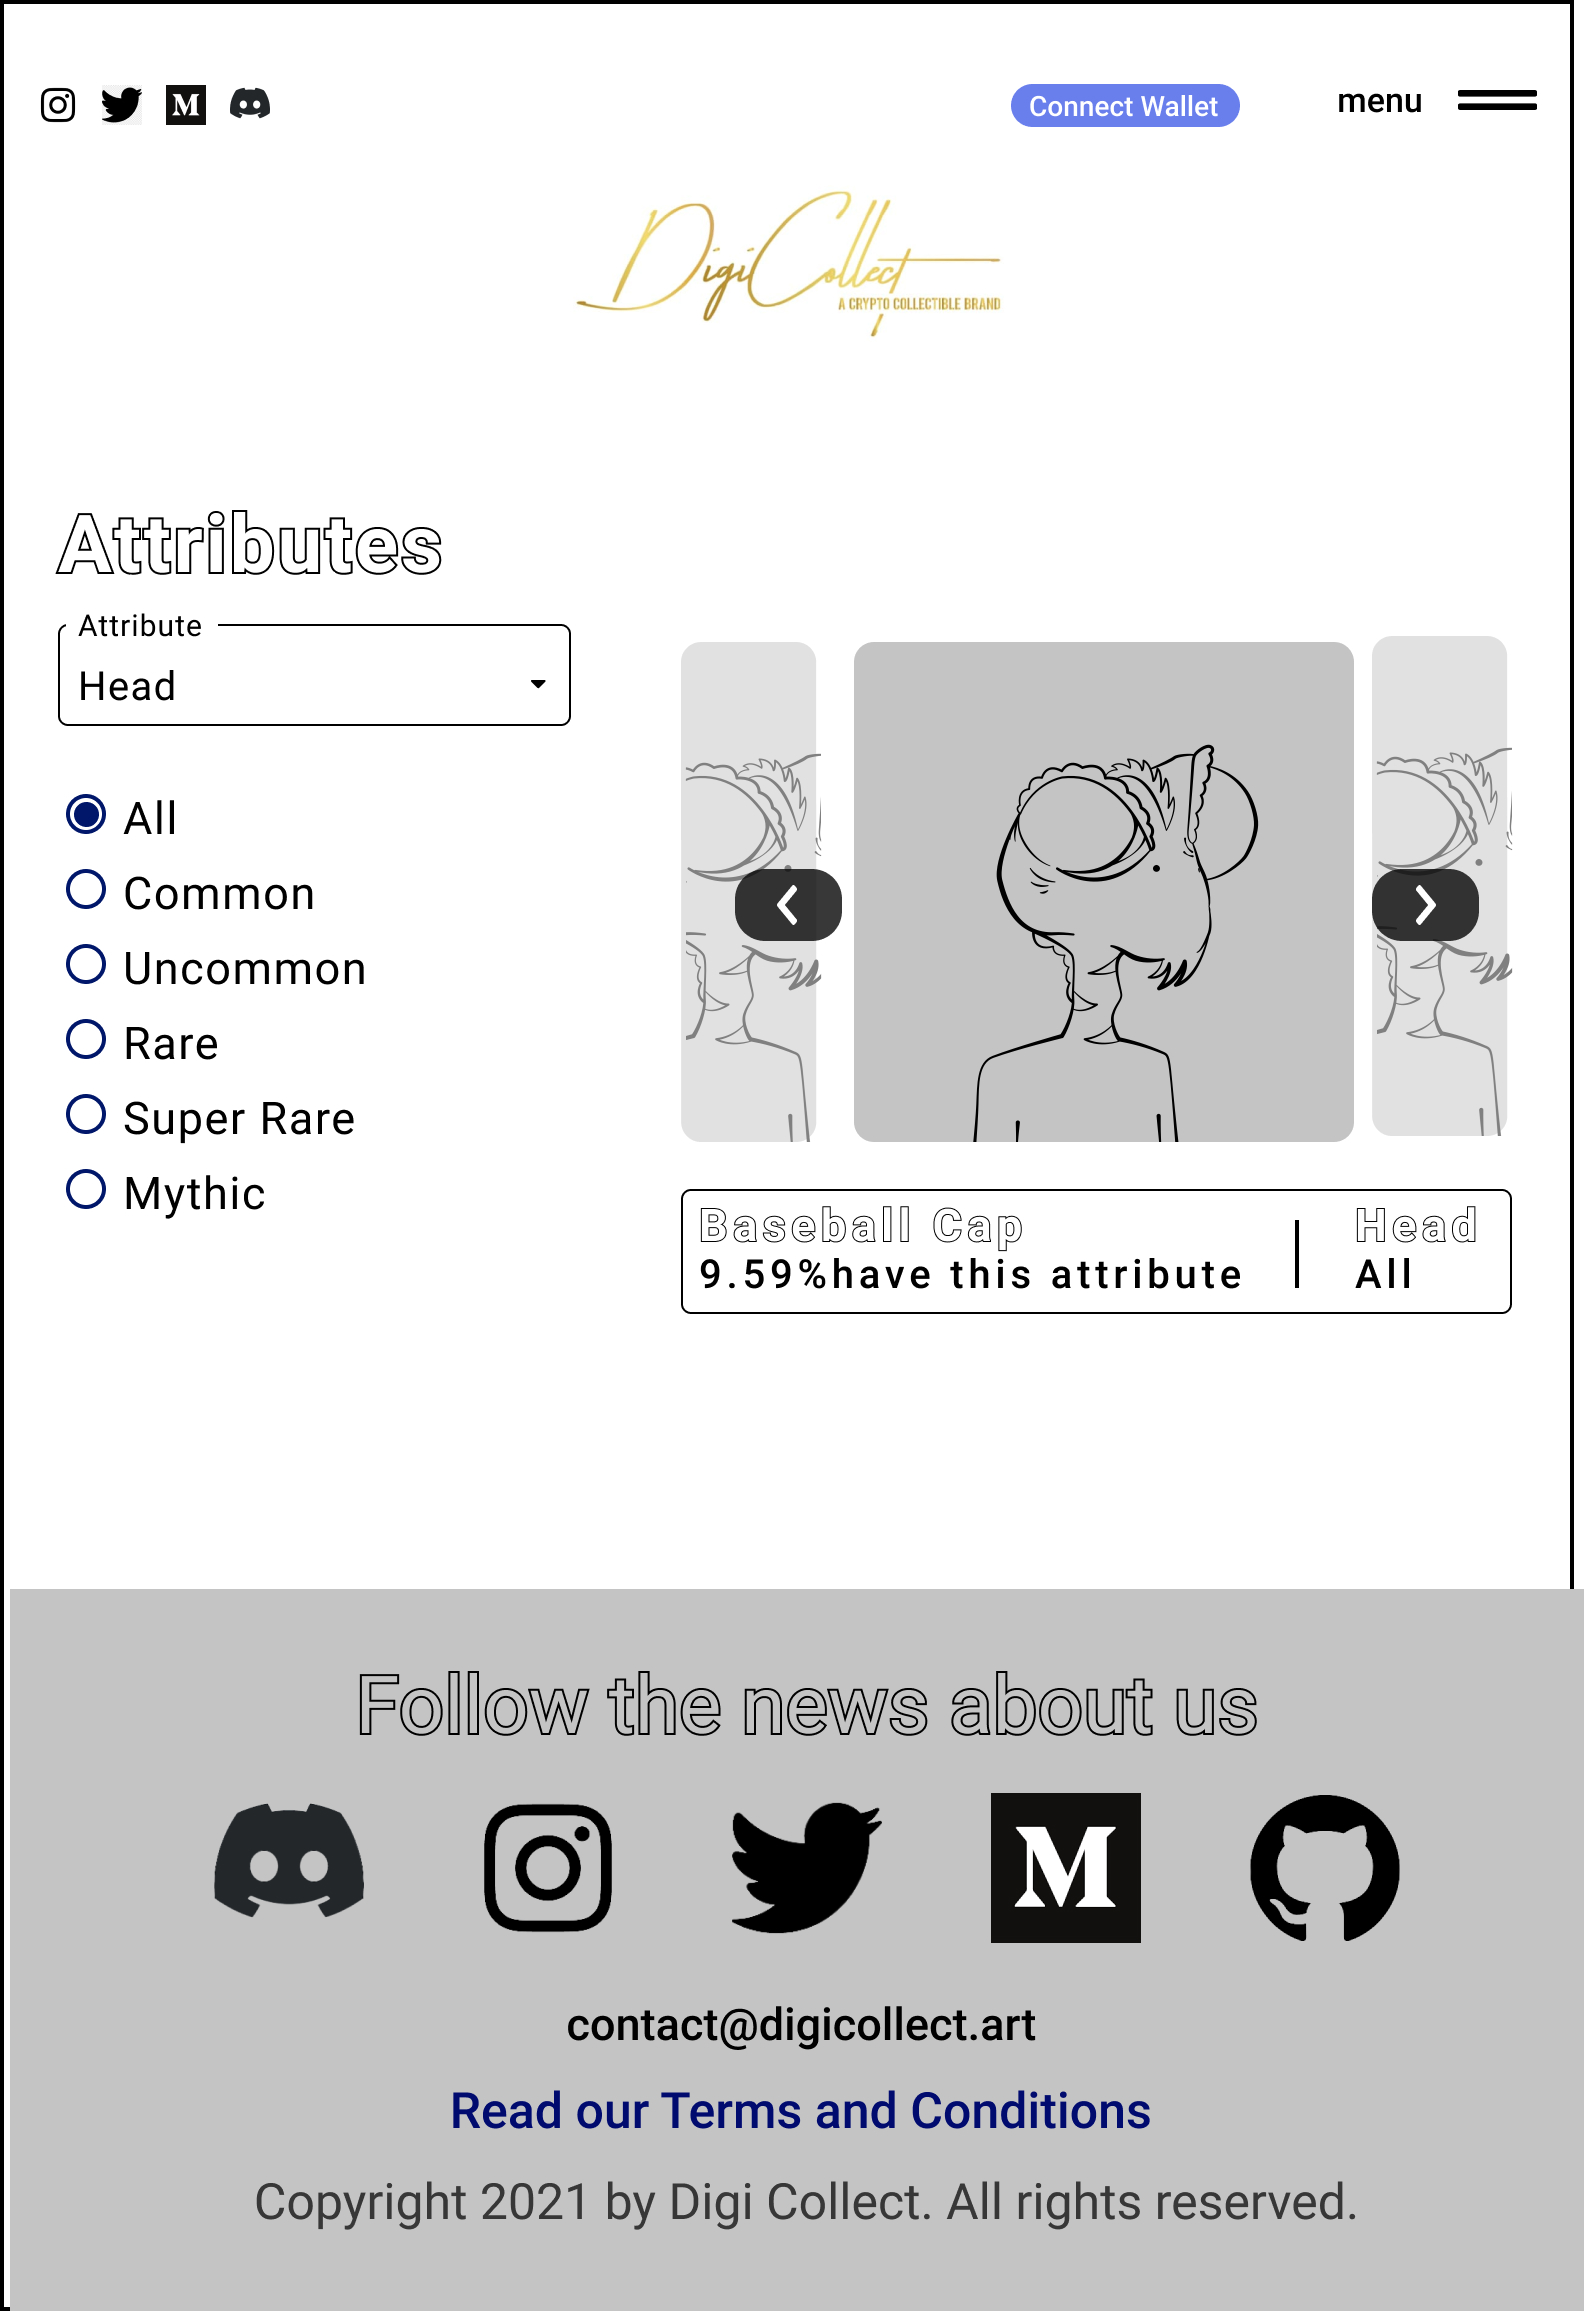 Connect Wallet
menu
DigiCollect
A CRYPTO COLLECTIBLE BRAND
Attributes
Attribute
Head
All
Common
Uncommon
Rare
Super Rare
Mythic
Baseball Cap
9.59%have this attribute
Head
All
Follow the news about us
contact@digicollect.art
Read our Terms and Conditions
Copyright 2021 by Digi Collect. All rights reserved.